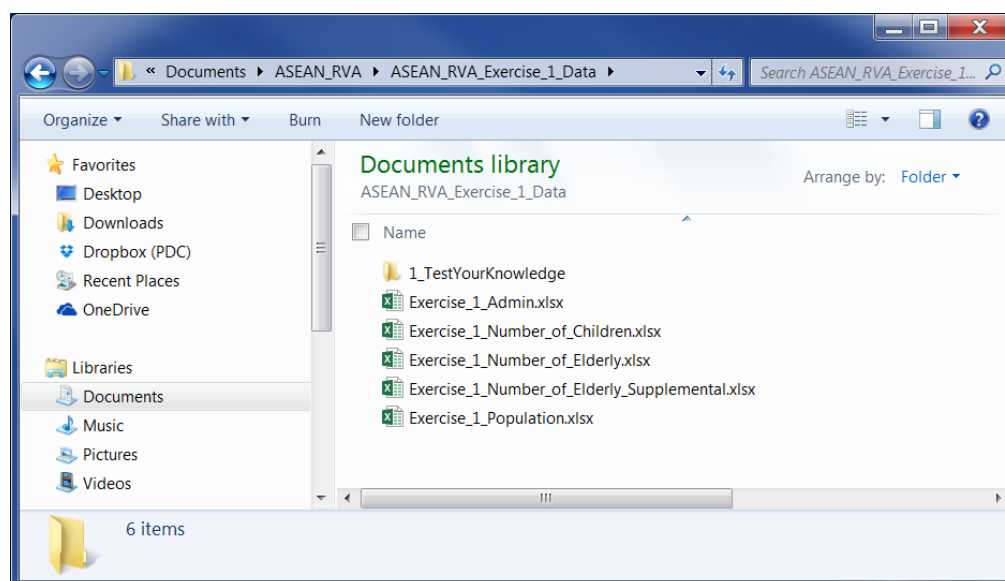 « Documents ▸ ASEAN_RVA ▸ ASEAN_RVA_Exercise_1_Data ▸
Search ASEAN_RVA_Exercise_1...
Organize Share with Burn New folder
Favorites
Desktop
Downloads
Dropbox (PDC)
Recent Places
OneDrive
Libraries
Documents
Music
Pictures
Videos
Documents library
ASEAN_RVA_Exercise_1_Data
Arrange by: Folder
Name
1_TestYourKnowledge
Exercise_1_Admin.xlsx
Exercise_1_Number_of_Children.xlsx
Exercise_1_Number_of_Elderly.xlsx
Exercise_1_Number_of_Elderly_Supplemental.xlsx
Exercise_1_Population.xlsx
6 items